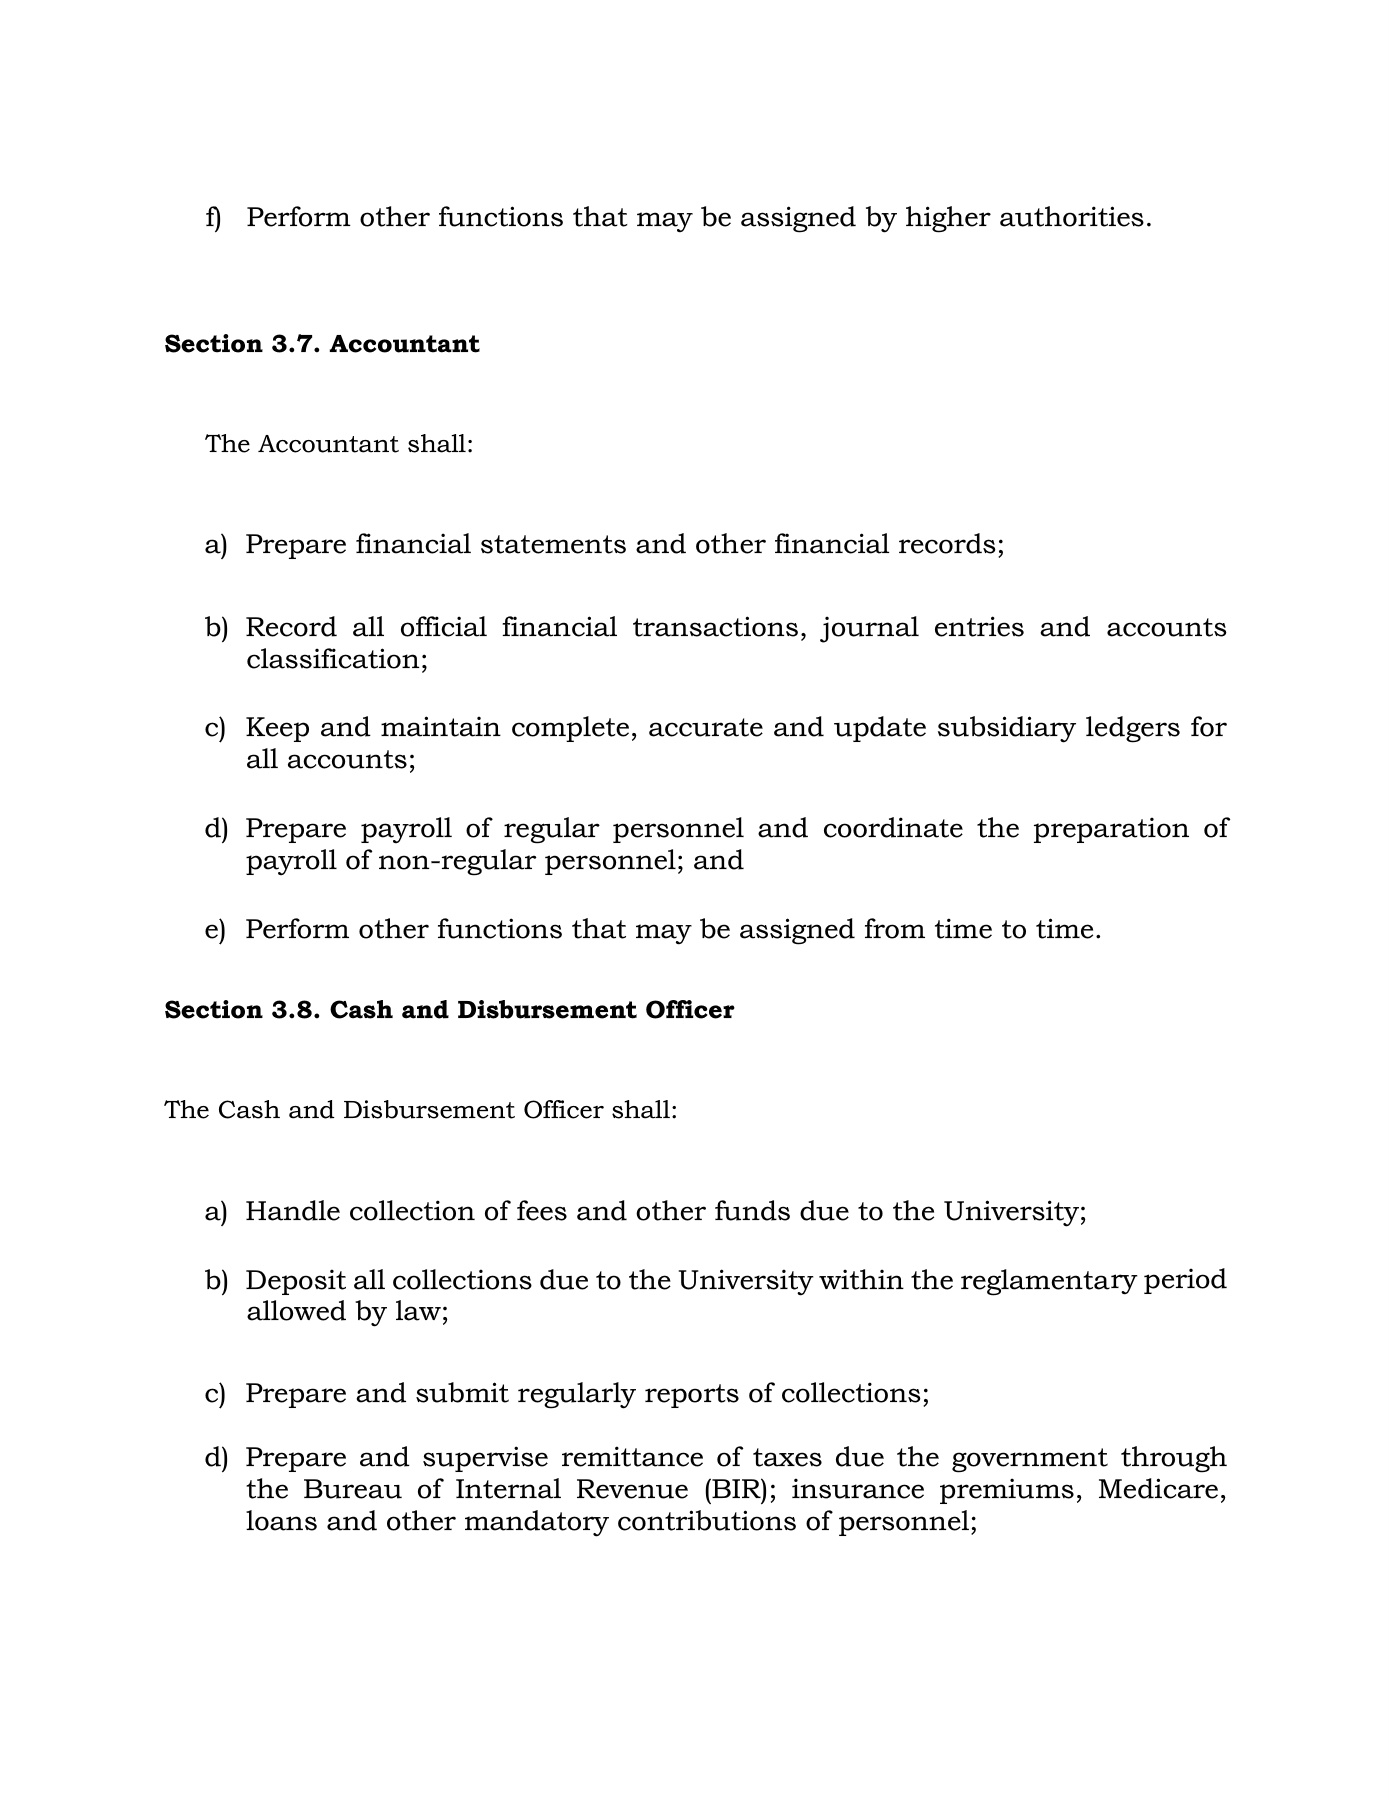 f) Perform other functions that may be assigned by higher authorities.
Section 3.7. Accountant
The Accountant shall:
a) Prepare financial statements and other financial records;
b) Record all official financial transactions, journal entries and accounts
classification;
c) Keep and maintain complete, accurate and update subsidiary ledgers for
all accounts;
d) Prepare payroll of regular personnel and coordinate the preparation of
payroll of non-regular personnel; and
e) Perform other functions that may be assigned from time to time.
Section 3.8. Cash and Disbursement Officer
The Cash and Disbursement Officer shall:
a) Handle collection of fees and other funds due to the University;
b) Deposit all collections due to the University within the reglamentary period
allowed by law;
c) Prepare and submit regularly reports of collections;
d) Prepare and supervise remittance of taxes due the government through
the Bureau of Internal Revenue (BIR); insurance premiums, Medicare,
loans and other mandatory contributions of personnel;